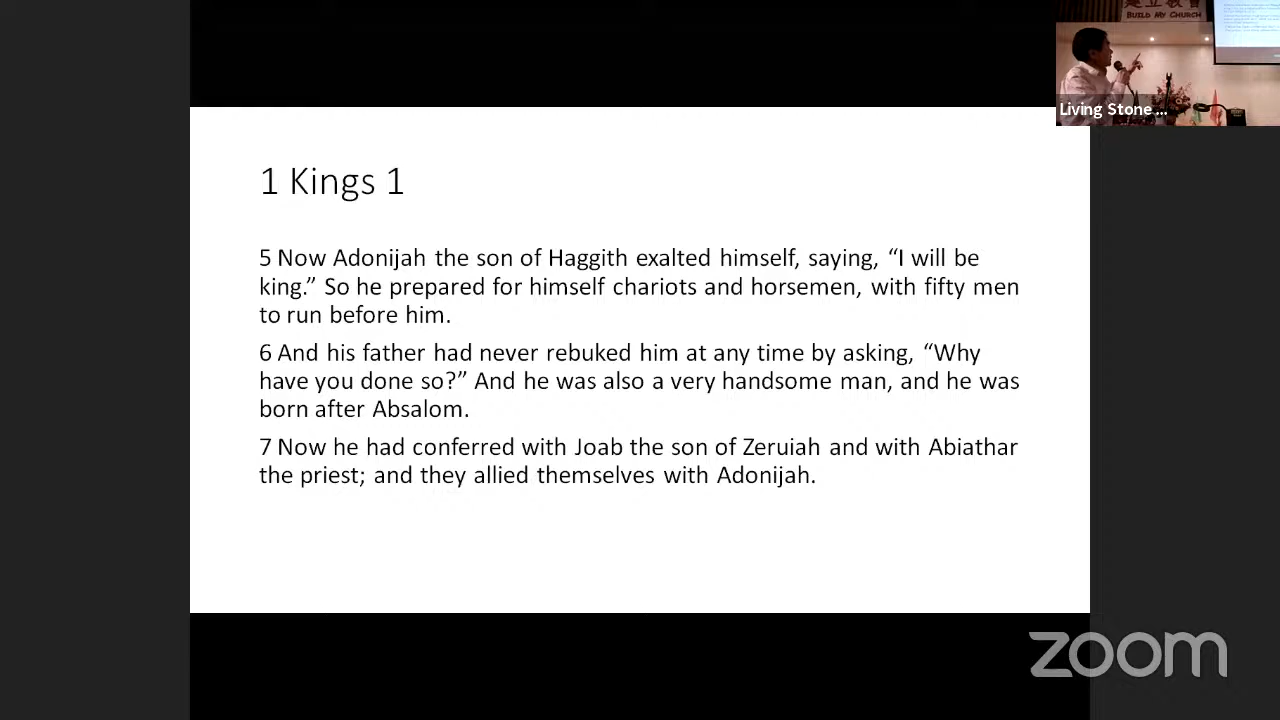 建立教會
BUILD MY CHURCH
Living Stone ...
1 Kings 1
5 Now Adonijah the son of Haggith exalted himself, saying, “I will be
king.” So he prepared for himself chariots and horsemen, with fifty men
to run before him.
6 And his father had never rebuked him at any time by asking, “Why
have you done so?” And he was also a very handsome man, and he was
born after Absalom.
7 Now he had conferred with Joab the son of Zeruiah and with Abiathar
the priest; and they allied themselves with Adonijah.
zoom